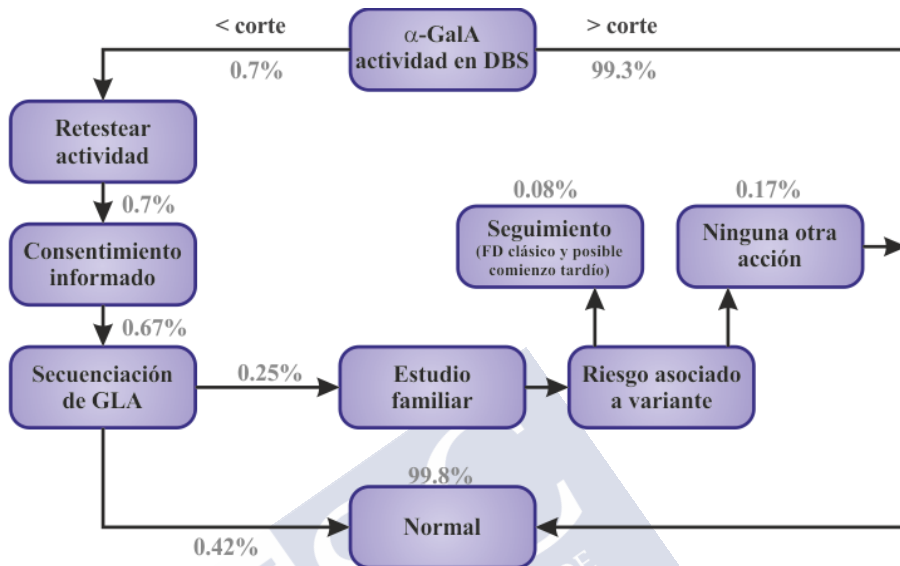 < corte
α-GalA
actividad en DBS
> corte
0.7%
99.3%
Retestear
actividad
0.7%
Consentimiento
informado
0.67%
0.08%
0.17%
Seguimiento
(FD clásico y posible
comienzo tardío)
Ninguna otra
acción
Secuenciación
de GLA
0.25%
Estudio
familiar
Riesgo asociado
a variante
99.8%
Normal
0.42%
DE